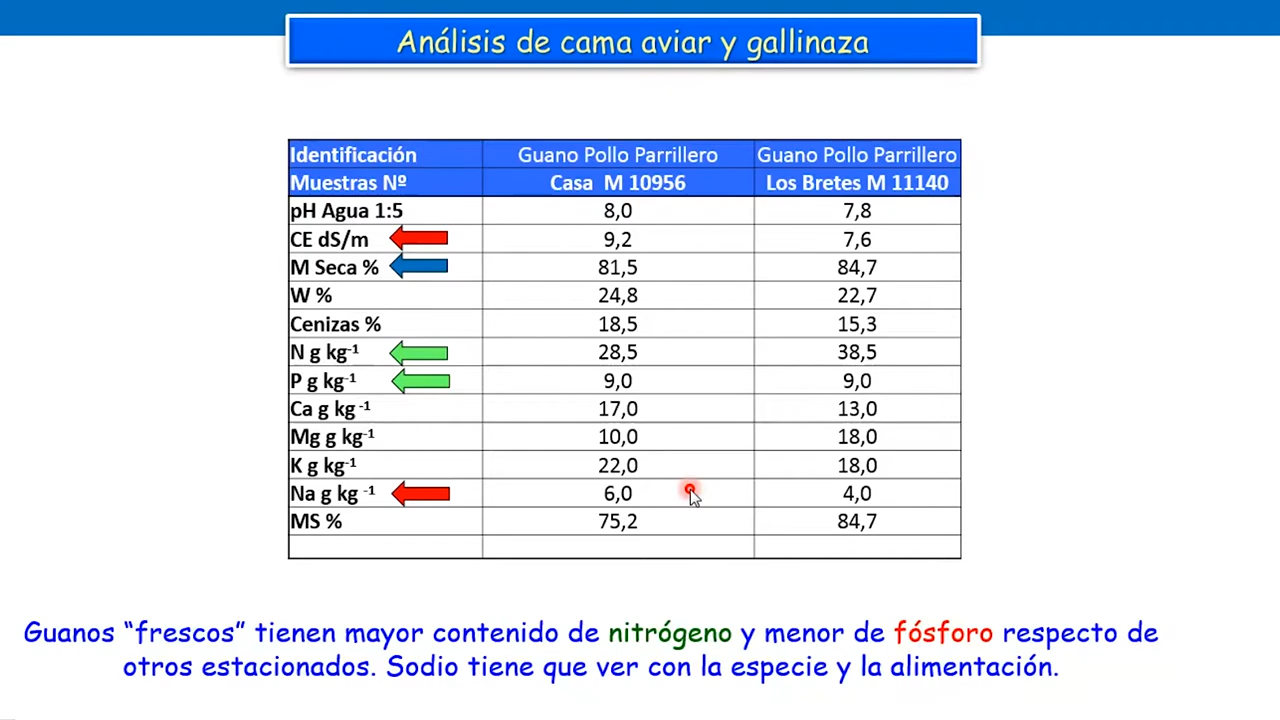 Análisis de cama aviar y gallinaza
Identificación Guano Pollo Parrillero Guano Pollo Parrillero
Muestras Nº Casa M 10956 Los Bretes M 11140
pH Agua 1:5 8,0 7,8
CE dS/m 9,2 7,6
M Seca % 81,5 84,7
W % 24,8 22,7
Cenizas % 18,5 15,3
N g kg⁻¹ 28,5 38,5
P g kg⁻¹ 9,0 9,0
Ca g kg ⁻¹ 17,0 13,0
Mg g kg⁻¹ 10,0 18,0
K g kg⁻¹ 22,0 18,0
Na g kg ⁻¹ 6,0 4,0
MS % 75,2 84,7
Guanos “frescos” tienen mayor contenido de nitrógeno y menor de fósforo respecto de
otros estacionados. Sodio tiene que ver con la especie y la alimentación.